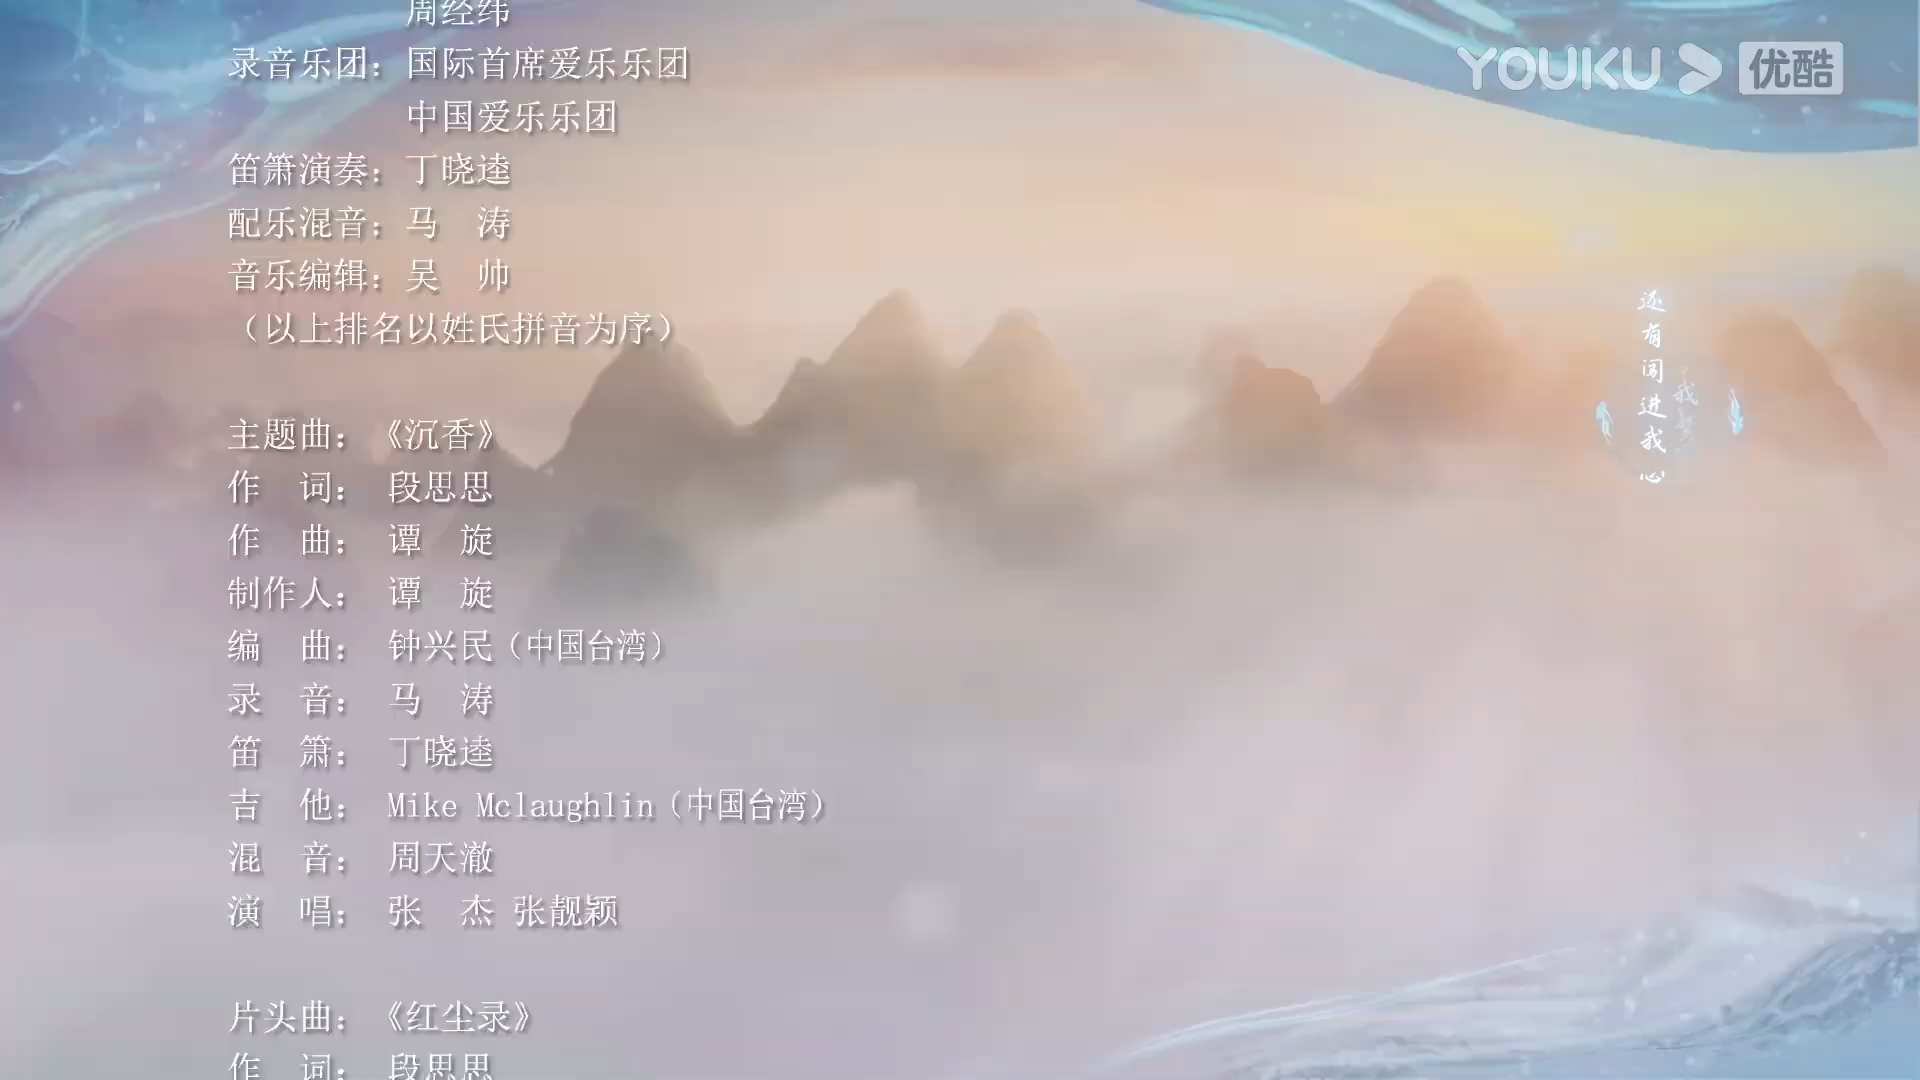 周经纬
录音乐团：国际首席爱乐乐团
中国爱乐乐团
笛箫演奏：丁晓逵
配乐混音：马　涛
音乐编辑：吴　帅
（以上排名以姓氏拼音为序）
主题曲：《沉香》
作　词：段思思
作　曲：谭　旋
制作人：谭　旋
编　曲：钟兴民（中国台湾）
录　音：马　涛
笛　箫：丁晓逵
吉　他：Mike Mclaughlin（中国台湾）
混　音：周天澈
演　唱：张　杰 张靓颖
片头曲：《红尘录》
作　词：段思思
YOUKU 优酷
还有闯进我心
我